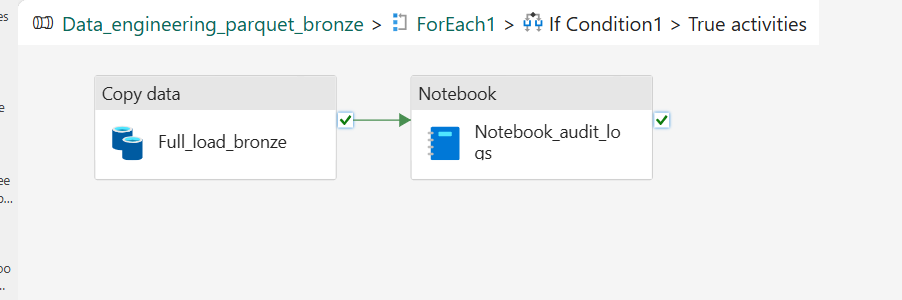 Data_engineering_parquet_bronze > ForEach1 > If Condition1 > True activities
Copy data
Full_load_bronze
Notebook
Notebook_audit_lo
gs